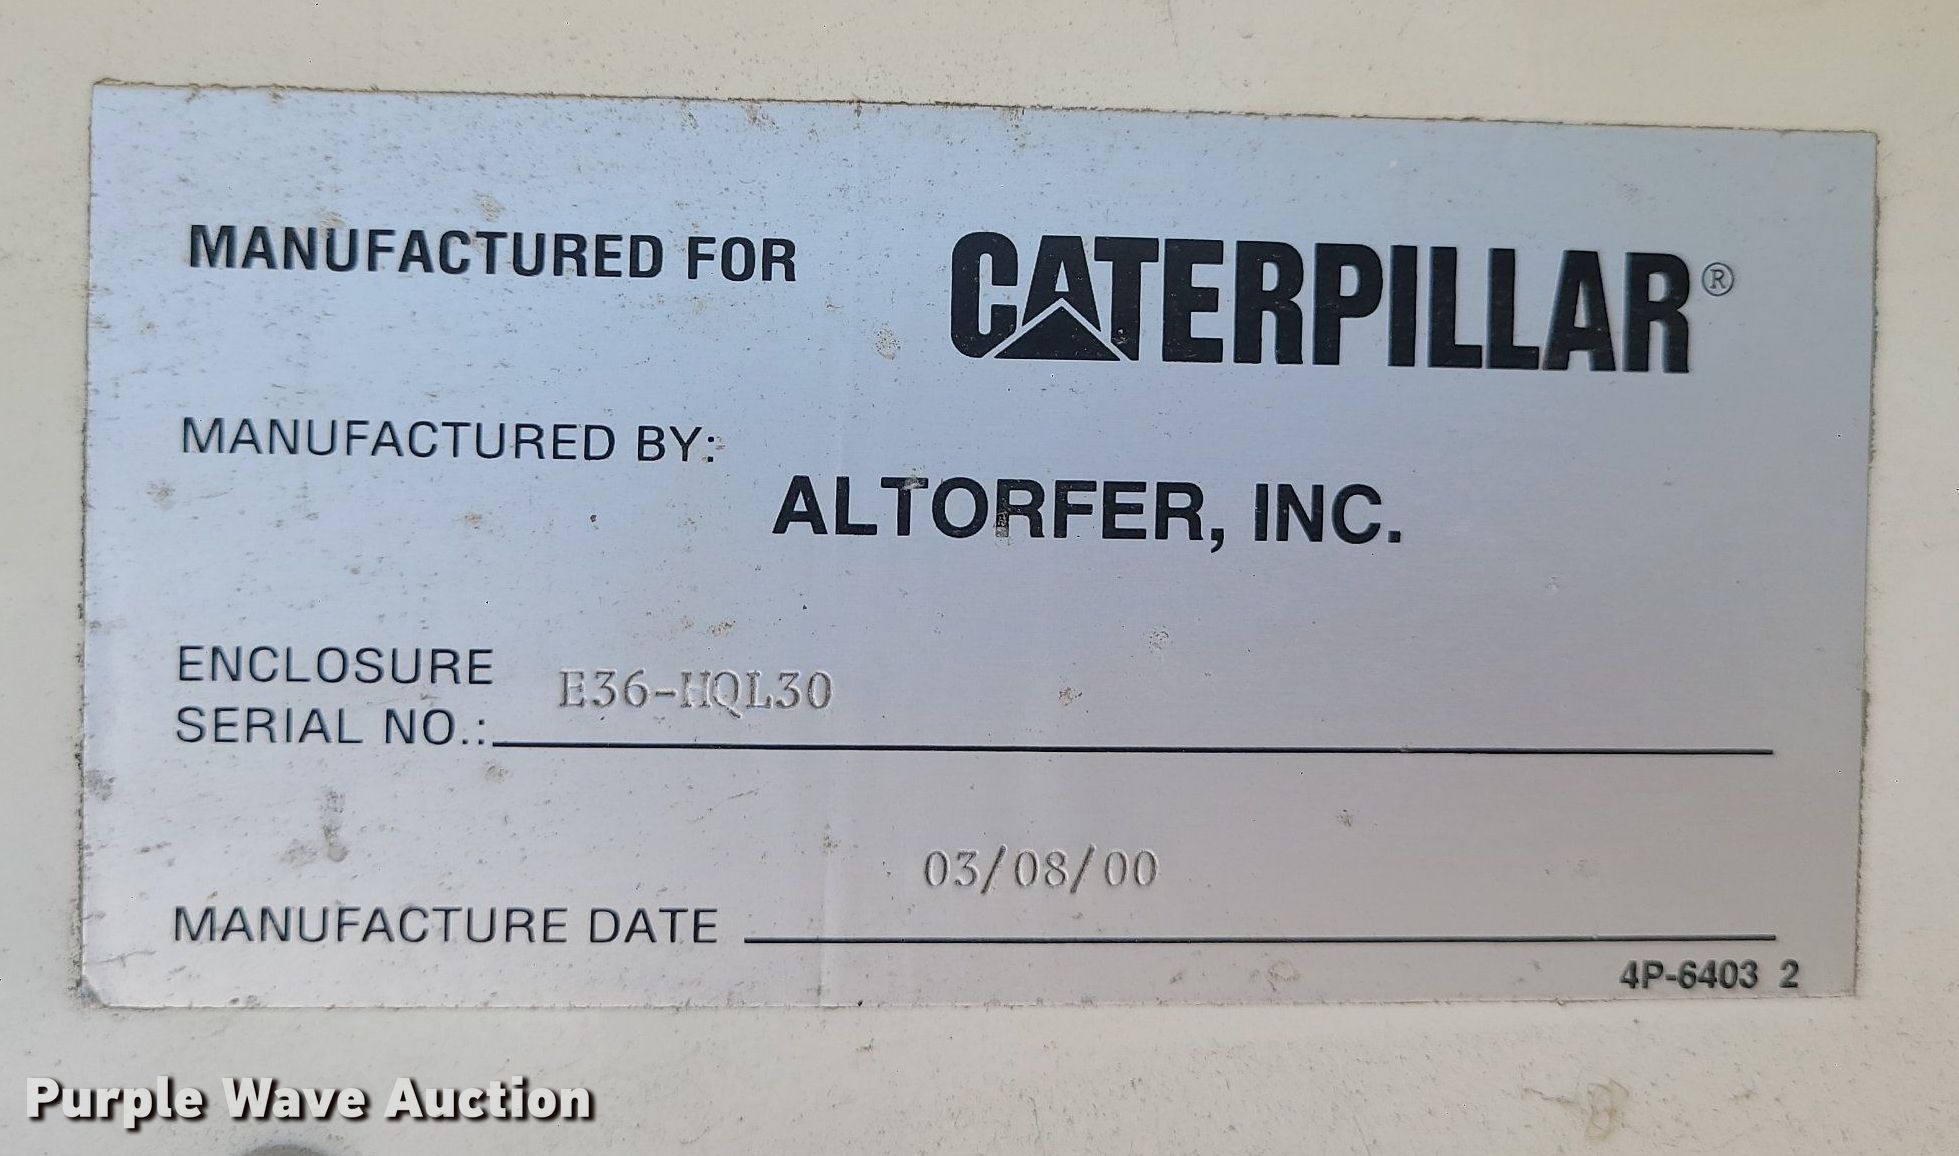 MANUFACTURED FOR CATERPILLAR®
MANUFACTURED BY:
ALTORFER, INC.
ENCLOSURE
SERIAL NO.: E36-HQL30
03/08/00
MANUFACTURE DATE
4P-6403 2
Purple Wave Auction